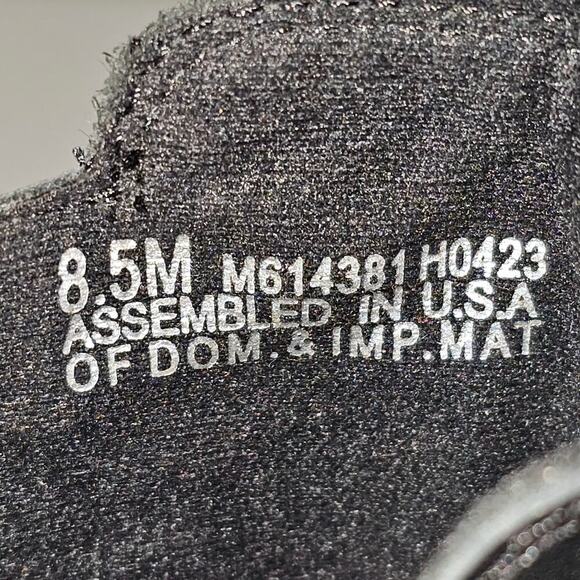 8.5M M614381 H0423
ASSEMBLED IN U.S.A
OF DOM. & IMP. MAT